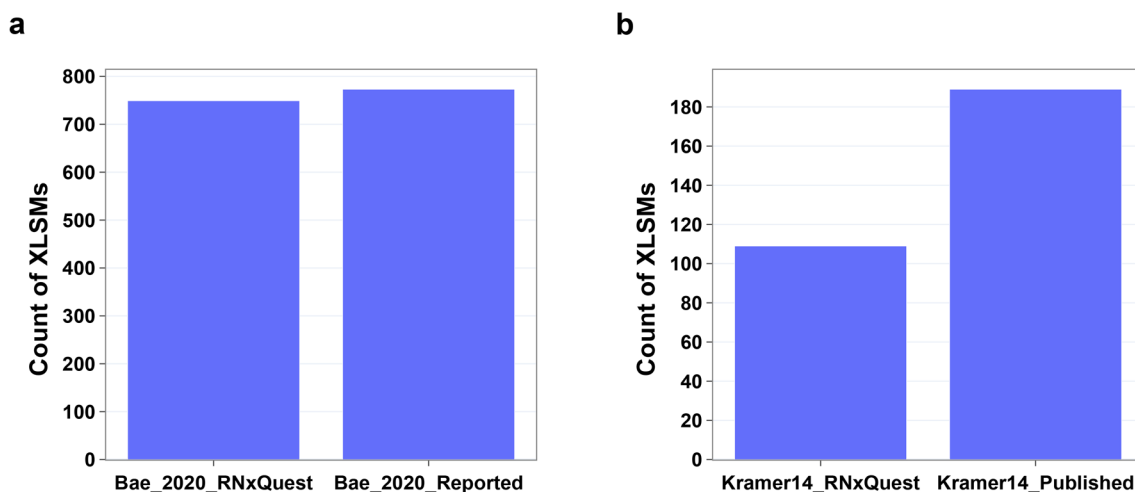 a
Count of XLSMs
800
700
600
500
400
300
200
100
0
Bae_2020_RNxQuest
Bae_2020_Reported
b
Count of XLSMs
180
160
140
120
100
80
60
40
20
0
Kramer14_RNxQuest
Kramer14_Published